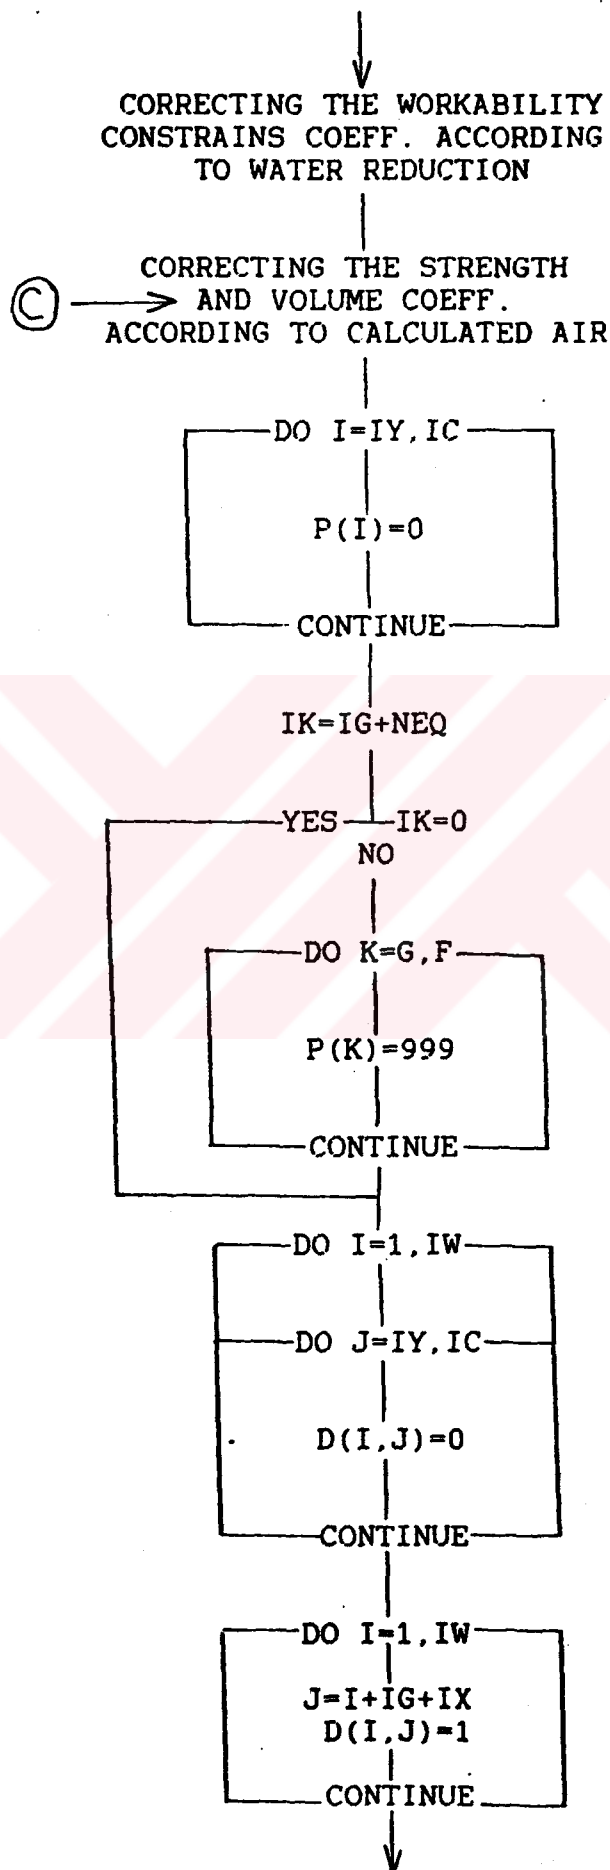 CORRECTING THE WORKABILITY
CONSTRAINS COEFF. ACCORDING
TO WATER REDUCTION
CORRECTING THE STRENGTH
C AND VOLUME COEFF.
ACCORDING TO CALCULATED AIR
DO I=IY,IC
P(I)=0
CONTINUE
IK=IG+NEQ
YES IK=0
NO
DO K=G,F
P(K)=999
CONTINUE
DO I=1,IW
DO J=IY,IC
D(I,J)=0
CONTINUE
DO I=1,IW
J=I+IG+IX
D(I,J)=1
CONTINUE